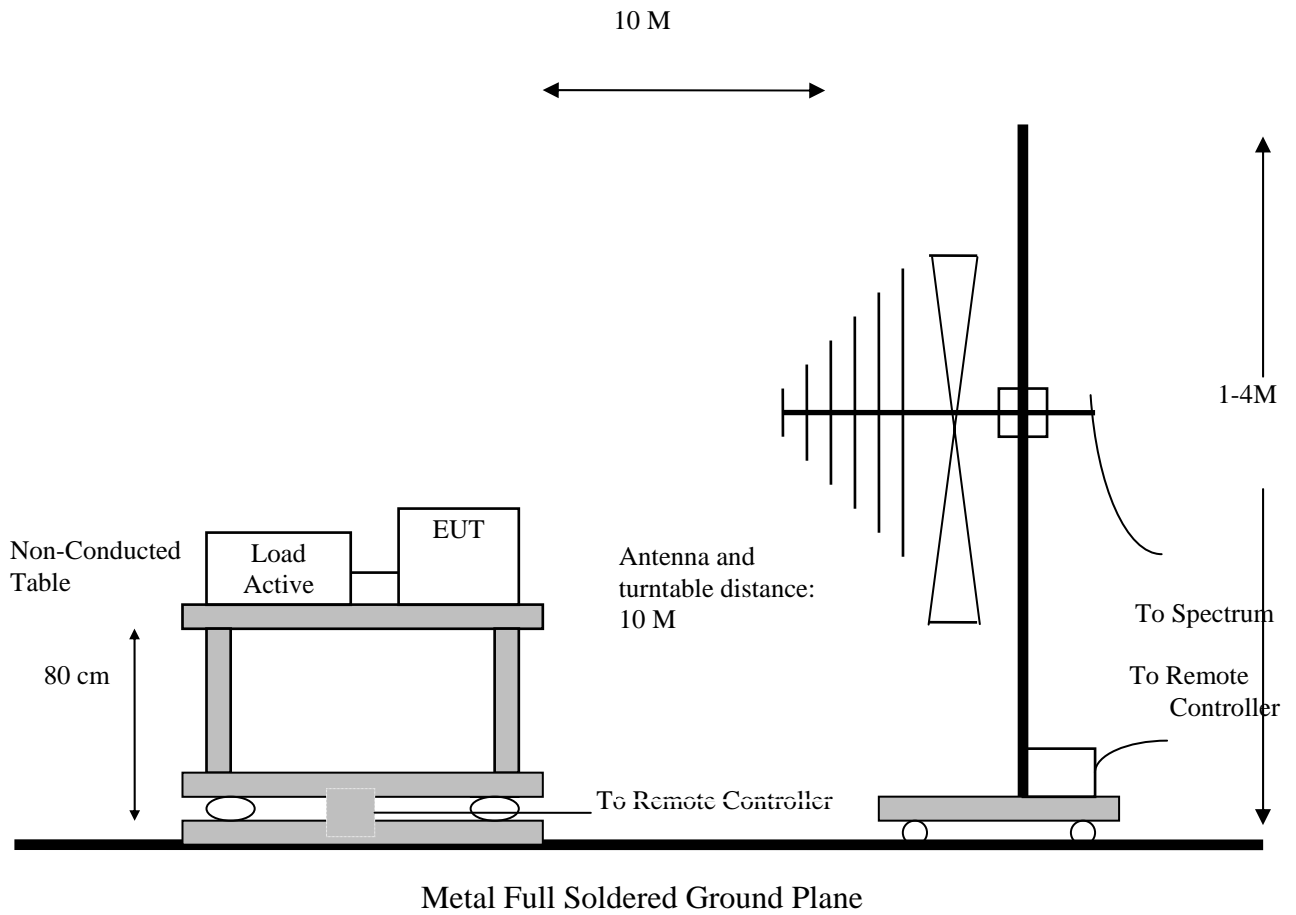 10 M
1-4M
EUT
Load
Active
Non-Conducted
Table
Antenna and
turntable distance:
10 M
To Spectrum
80 cm
To Remote
Controller
To Remote Controller
Metal Full Soldered Ground Plane